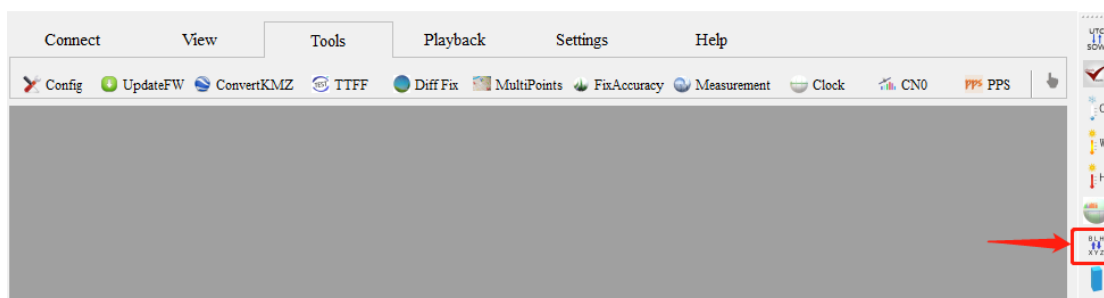 Connect View Tools Playback Settings Help
Config UpdateFW ConvertKMZ TEST TTFF Diff Fix MultiPoints FixAccuracy Measurement Clock CN0 PPS PPS
UTC
SOW
C
W
H
BLH
XYZ